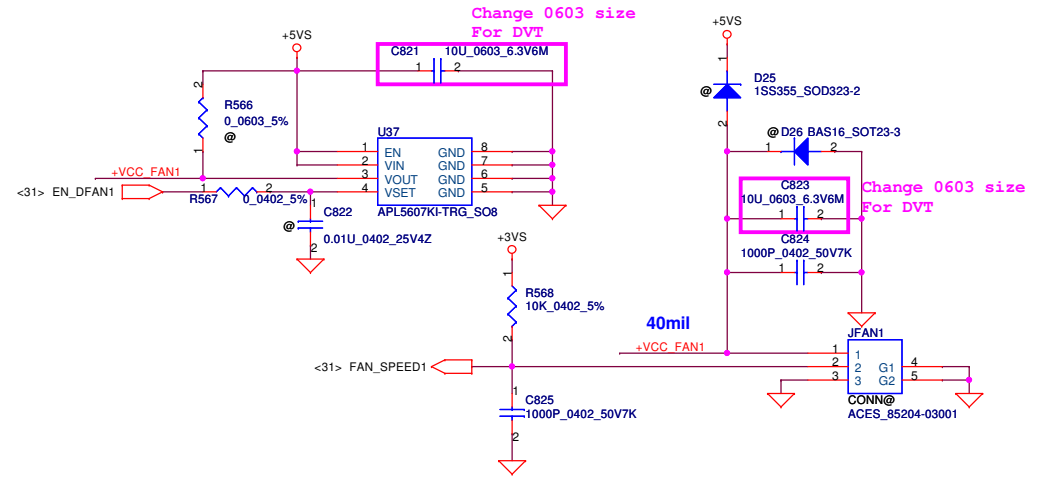 Change 0603 size
For DVT
+5VS
C821
10U_0603_6.3V6M
1
2
R566
0_0603_5%
@
2
1
U37
1 EN
2 VIN
3 VOUT
4 VSET
GND 8
GND 7
GND 6
GND 5
APL5607KI-TRG_SO8
+VCC_FAN1
<31> EN_DFAN1
1
2
R567
0_0402_5%
1
C822
@
0.01U_0402_25V4Z
2
+5VS
1
D25
@
1SS355_SOD323-2
2
@ D26 BAS16_SOT23-3
1
2
C823
10U_0603_6.3V6M
1
2
Change 0603 size
For DVT
C824
1000P_0402_50V7K
1
2
+3VS
1
R568
10K_0402_5%
2
40mil
+VCC_FAN1
<31> FAN_SPEED1
1
C825
1000P_0402_50V7K
2
JFAN1
1 1
2 2
3 3
G1 4
G2 5
CONN@
ACES_85204-03001